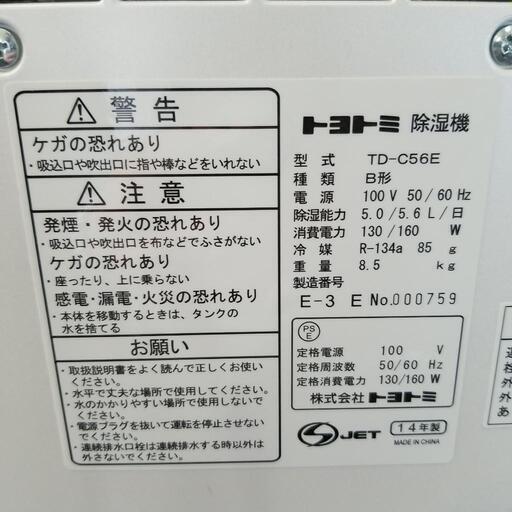 警告
ケガの恐れあり
・吸込口や吹出口に指や棒などをいれない
注意
発煙・発火の恐れあり
・吸込口や吹出口を布などでふさがない
ケガの恐れあり
・座ったり、上に乗らない
感電・漏電・火災の恐れあり
・本体を移動するときは、タンクの
水を捨てる
お願い
・取扱説明書をよく読んで正しくお使い
ください。
・水平で丈夫な場所で使用してください。
・水のかかりやすい場所で使用しないで
ください。
・電源プラグを抜いて運転を停止させない
でください。
・連続排水口栓は連続排水する時以外は
外さないでください。
トヨトミ 除湿機
型式 TD-C56E
種類 B形
電源 100V 50/60Hz
除湿能力 5.0/5.6L/日
消費電力 130/160 W
冷媒 R-134a 85 g
重量 8.5 kg
製造番号
E-3 E No.000759
PS
E
定格電源 100 V
定格周波数 50/60 Hz
定格消費電力 130/160 W
株式会社トヨトミ
S JET
14年製
MADE IN CHINA